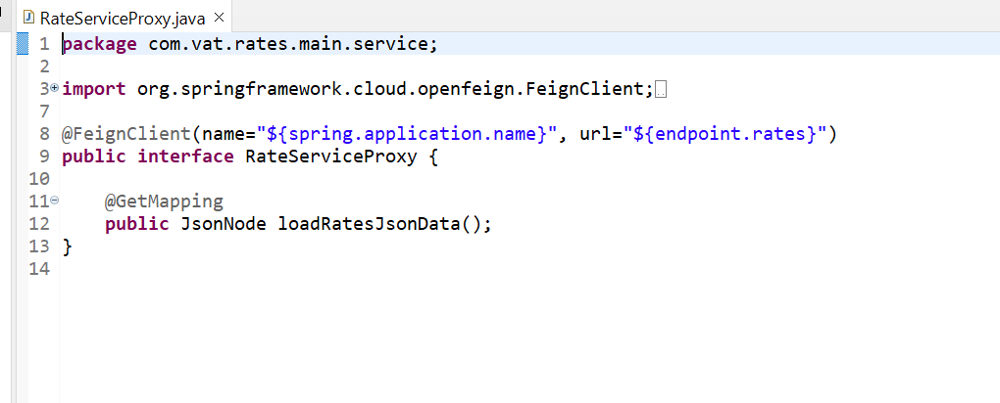 RateServiceProxy.java
1 package com.vat.rates.main.service;
2
3 import org.springframework.cloud.openfeign.FeignClient;
7
8 @FeignClient(name="${spring.application.name}", url="${endpoint.rates}")
9 public interface RateServiceProxy {
10
11 @GetMapping
12 public JsonNode loadRatesJsonData();
13 }
14